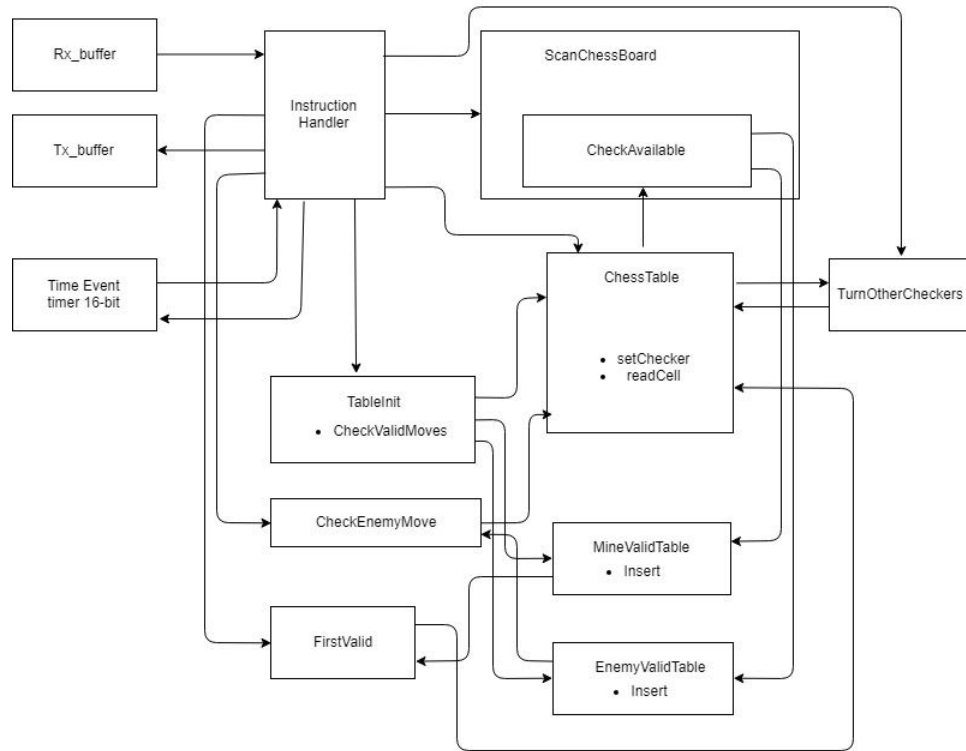 Rx_buffer
Instruction
Handler
ScanChessBoard
Tx_buffer
CheckAvailable
Time Event
timer 16-bit
ChessTable
• setChecker
• readCell
TurnOtherCheckers
TableInit
• CheckValidMoves
CheckEnemyMove
MineValidTable
• Insert
FirstValid
EnemyValidTable
• Insert